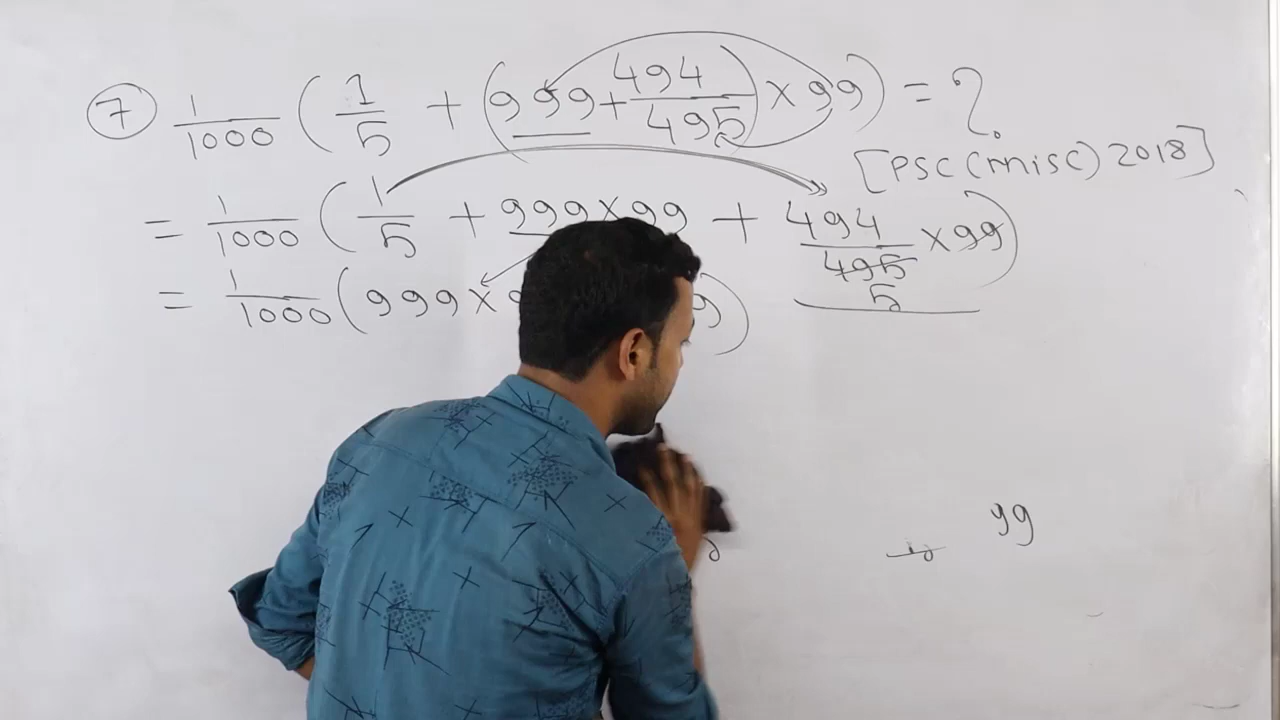 7 1/1000 (1/5 + (999 + 494/495) × 99) = ?
[PSC (misc) 2018]
= 1/1000 (1/5 + 999×99 + 494/495 × 99)
5
= 1/1000 (999 ×
99